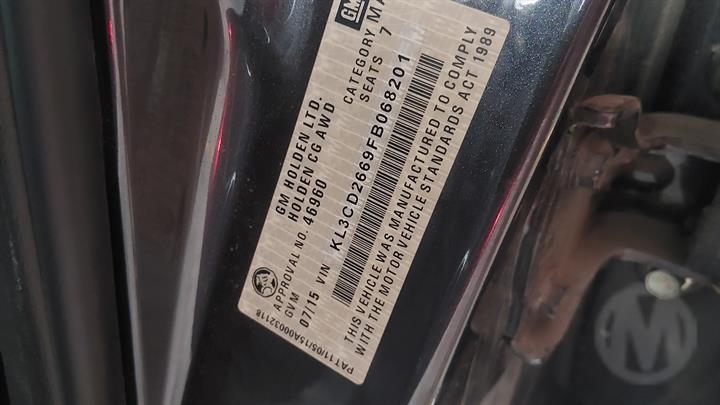 GM
GM HOLDEN LTD.
HOLDEN CG AWD
APPROVAL NO. 46960 CATEGORY MA
GVM SEATS 7
07/15 VIN KL3CD2669FB068201
THIS VEHICLE WAS MANUFACTURED TO COMPLY
WITH THE MOTOR VEHICLE STANDARDS ACT 1989
PAT11/05/15A000032118
M